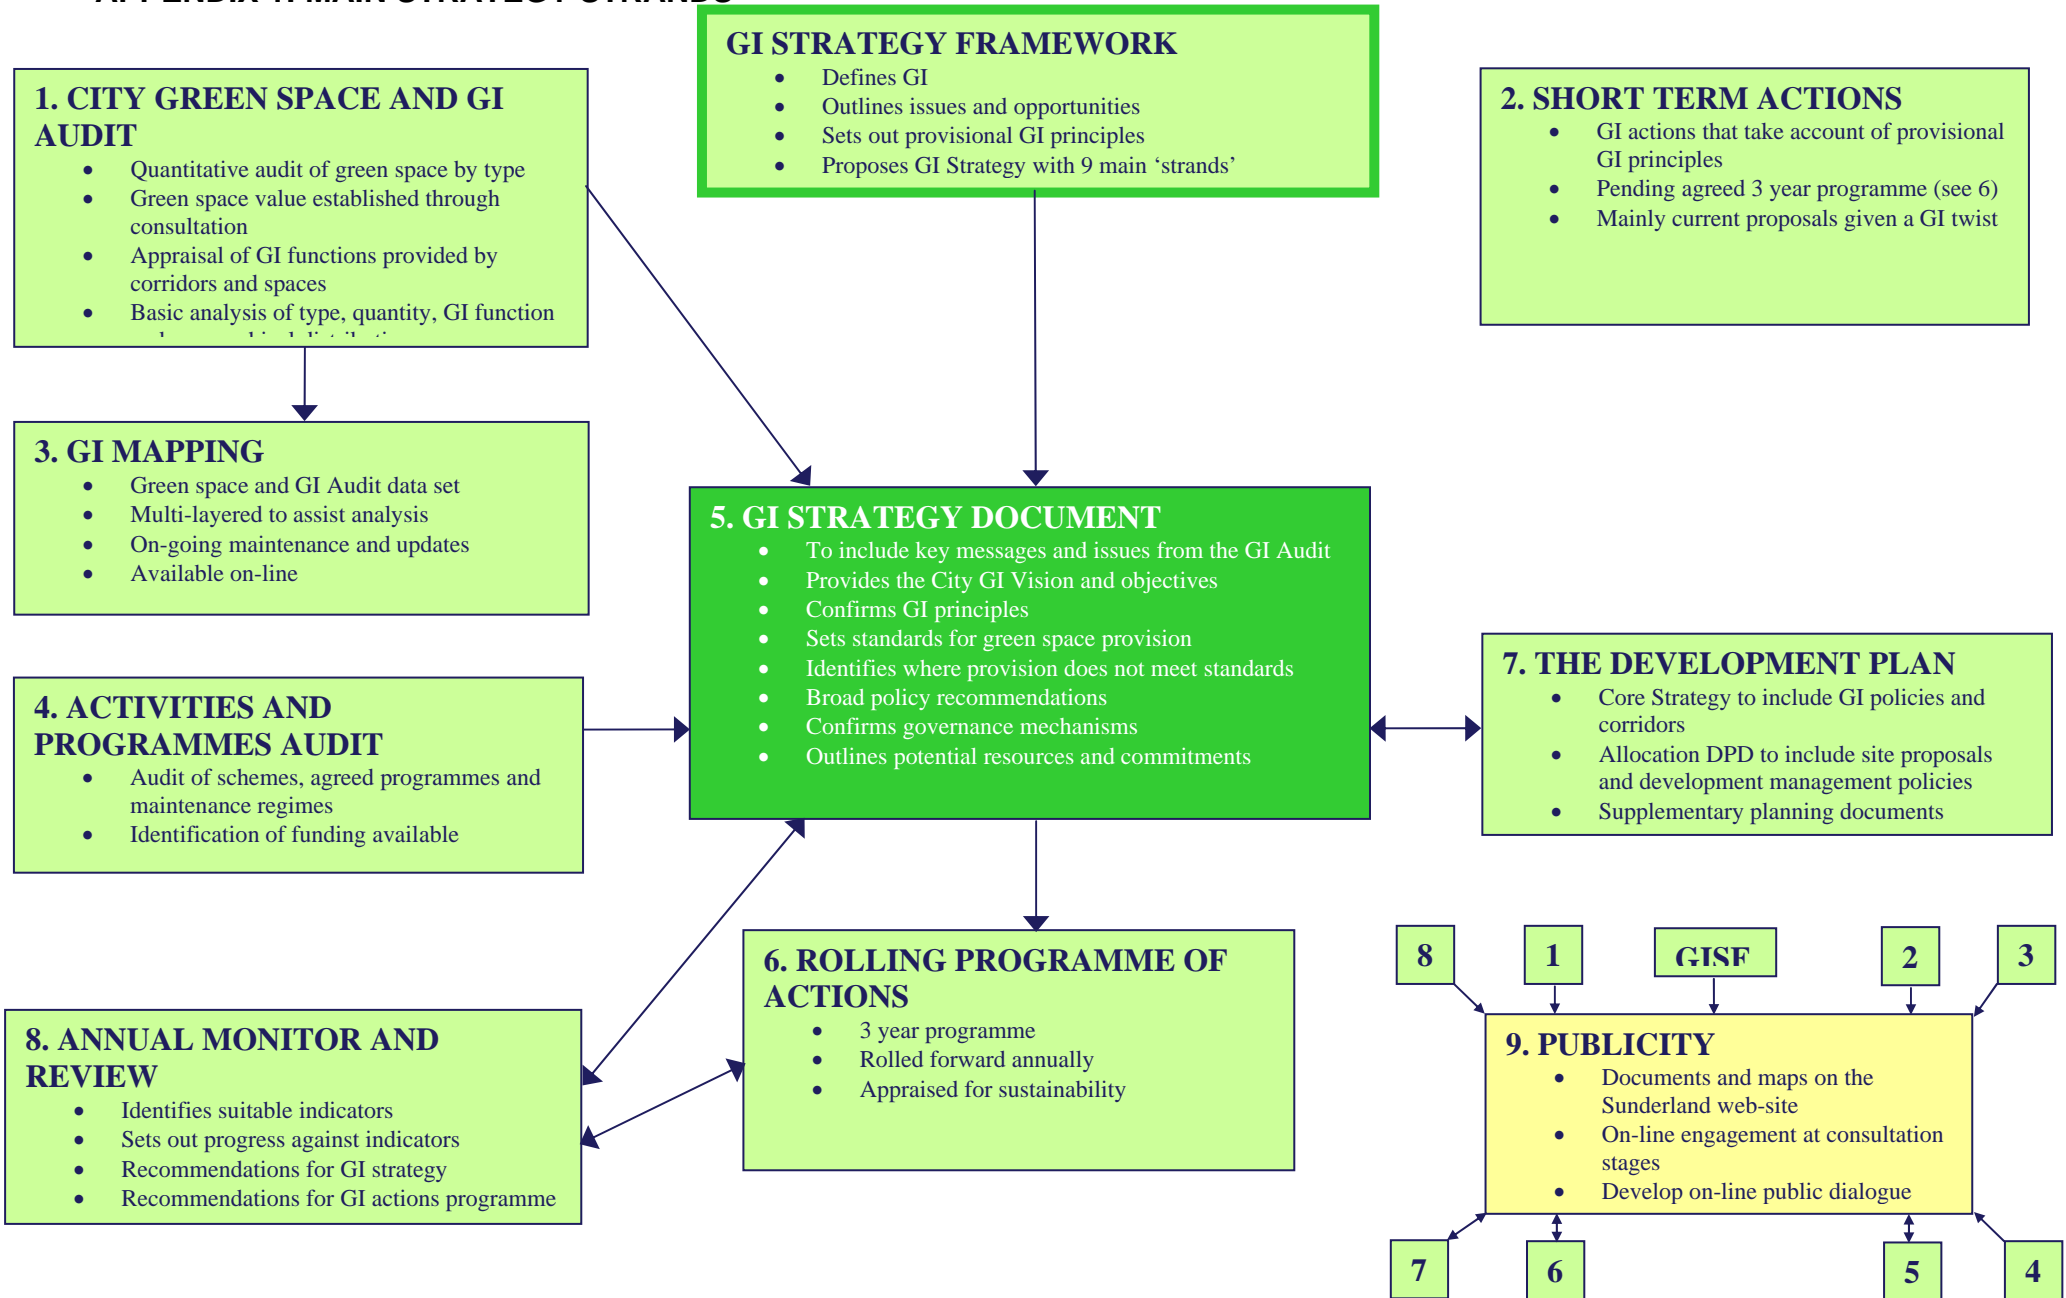 GI STRATEGY FRAMEWORK
• Defines GI
• Outlines issues and opportunities
• Sets out provisional GI principles
• Proposes GI Strategy with 9 main ‘strands’
1. CITY GREEN SPACE AND GI
AUDIT
• Quantitative audit of green space by type
• Green space value established through
consultation
• Appraisal of GI functions provided by
corridors and spaces
• Basic analysis of type, quantity, GI function
2. SHORT TERM ACTIONS
• GI actions that take account of provisional
GI principles
• Pending agreed 3 year programme (see 6)
• Mainly current proposals given a GI twist
3. GI MAPPING
• Green space and GI Audit data set
• Multi-layered to assist analysis
• On-going maintenance and updates
• Available on-line
4. ACTIVITIES AND
PROGRAMMES AUDIT
• Audit of schemes, agreed programmes and
maintenance regimes
• Identification of funding available
5. GI STRATEGY DOCUMENT
• To include key messages and issues from the GI Audit
• Provides the City GI Vision and objectives
• Confirms GI principles
• Sets standards for green space provision
• Identifies where provision does not meet standards
• Broad policy recommendations
• Confirms governance mechanisms
• Outlines potential resources and commitments
7. THE DEVELOPMENT PLAN
• Core Strategy to include GI policies and
corridors
• Allocation DPD to include site proposals
and development management policies
• Supplementary planning documents
6. ROLLING PROGRAMME OF
ACTIONS
• 3 year programme
• Rolled forward annually
• Appraised for sustainability
8. ANNUAL MONITOR AND
REVIEW
• Identifies suitable indicators
• Sets out progress against indicators
• Recommendations for GI strategy
• Recommendations for GI actions programme
8 1 GISF 2 3
9. PUBLICITY
• Documents and maps on the
Sunderland web-site
• On-line engagement at consultation
stages
• Develop on-line public dialogue
7 6 5 4